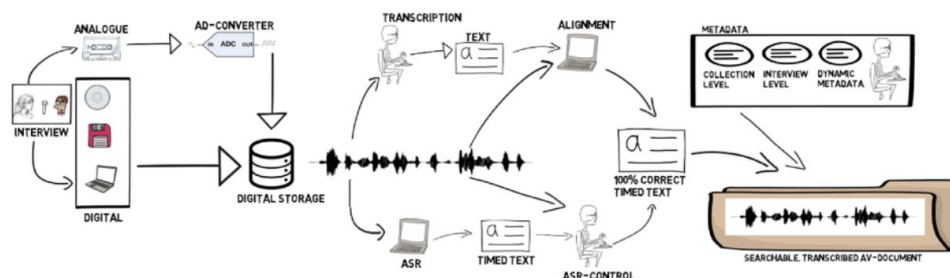 ANALOGUE
AD-CONVERTER
IN ADC OUT
INTERVIEW
DIGITAL
DIGITAL STORAGE
TRANSCRIPTION
TEXT
a
ALIGNMENT
ASR
a
TIMED TEXT
ASR-CONTROL
a
100% CORRECT
TIMED TEXT
METADATA
COLLECTION
LEVEL
INTERVIEW
LEVEL
DYNAMIC
METADATA
SEARCHABLE, TRANSCRIBED AV-DOCUMENT